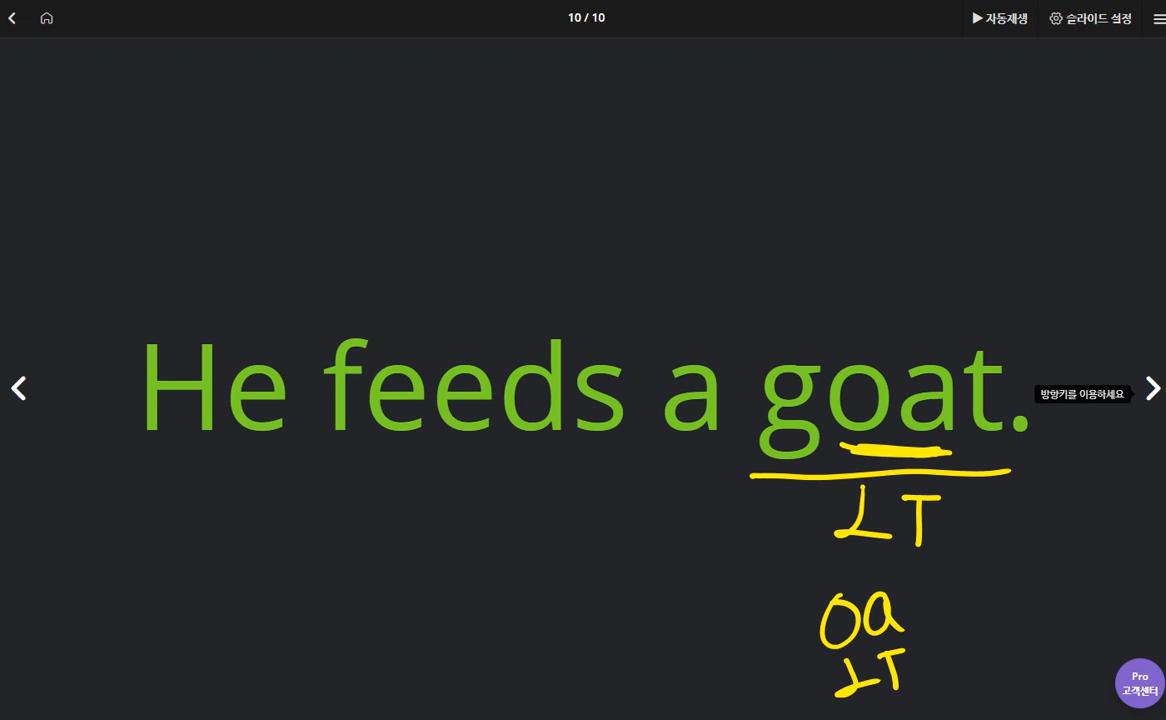 10 / 10
▶ 자동재생
슬라이드 설정
He feeds a goat.
방향키를 이용하세요
ㅗㅜ
oa
ㅗㅜ
Pro
고객센터